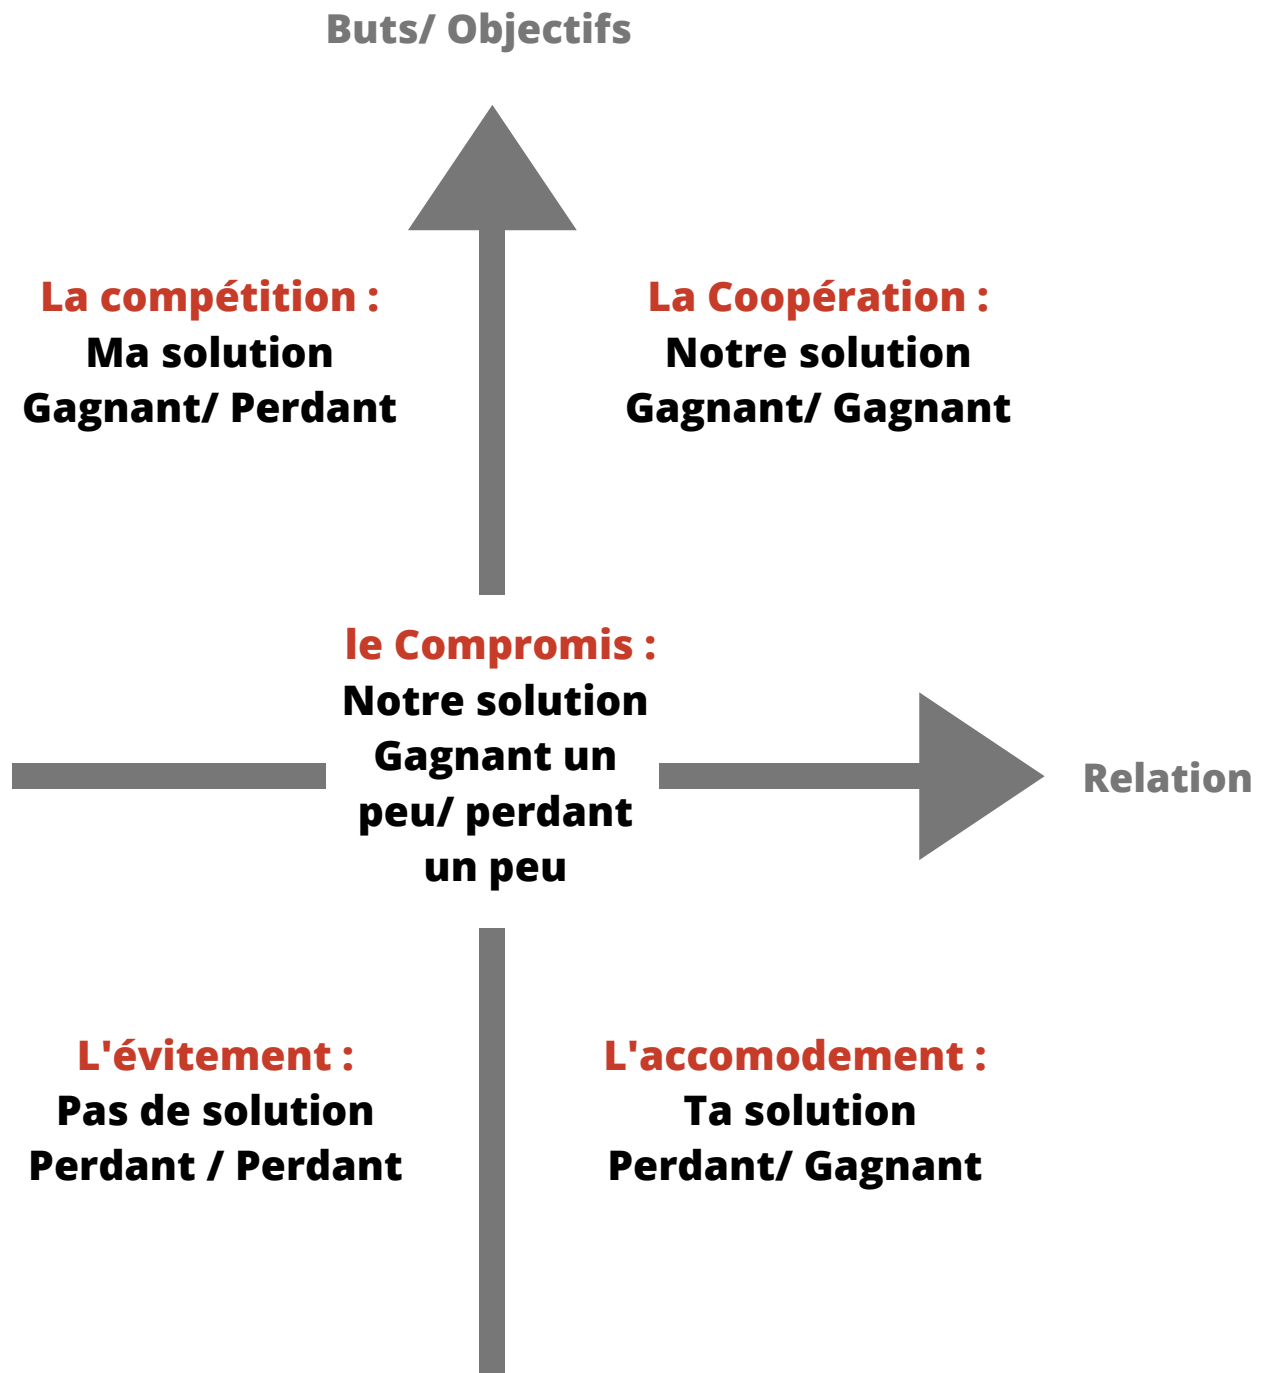 Buts/ Objectifs
La compétition :
Ma solution
Gagnant/ Perdant
La Coopération :
Notre solution
Gagnant/ Gagnant
le Compromis :
Notre solution
Gagnant un
peu/ perdant
un peu
Relation
L'évitement :
Pas de solution
Perdant / Perdant
L'accomodement :
Ta solution
Perdant/ Gagnant